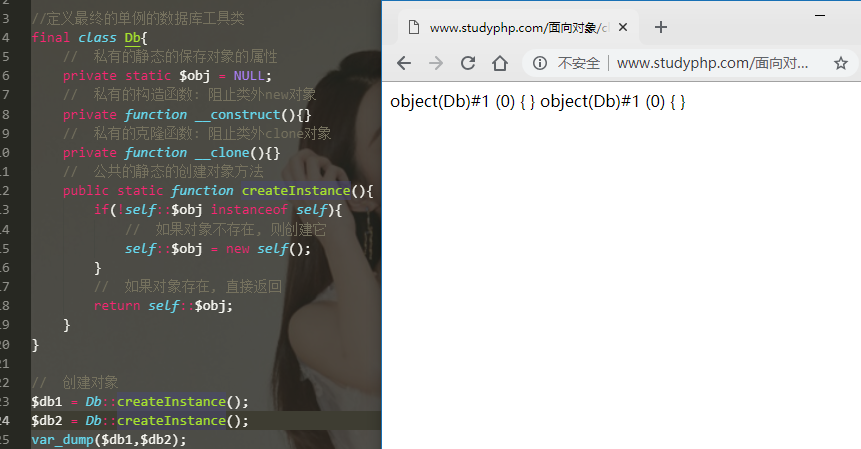 3 //定义最终的单例的数据库工具类
4 final class Db{
5 // 私有的静态的保存对象的属性
6 private static $obj = NULL;
7 // 私有的构造函数: 阻止类外new对象
8 private function __construct(){}
9 // 私有的克隆函数: 阻止类外clone对象
10 private function __clone(){}
11 // 公共的静态的创建对象方法
12 public static function createInstance(){
13 if(!self::$obj instanceof self){
14 // 如果对象不存在, 则创建它
15 self::$obj = new self();
16 }
17 // 如果对象存在, 直接返回
18 return self::$obj;
19 }
20 }
21
22 // 创建对象
23 $db1 = Db::createInstance();
24 $db2 = Db::createInstance();
25 var_dump($db1,$db2);
www.studyphp.com/面向对象/
不安全 | www.studyphp.com/面向对...
object(Db)#1 (0) { } object(Db)#1 (0) { }